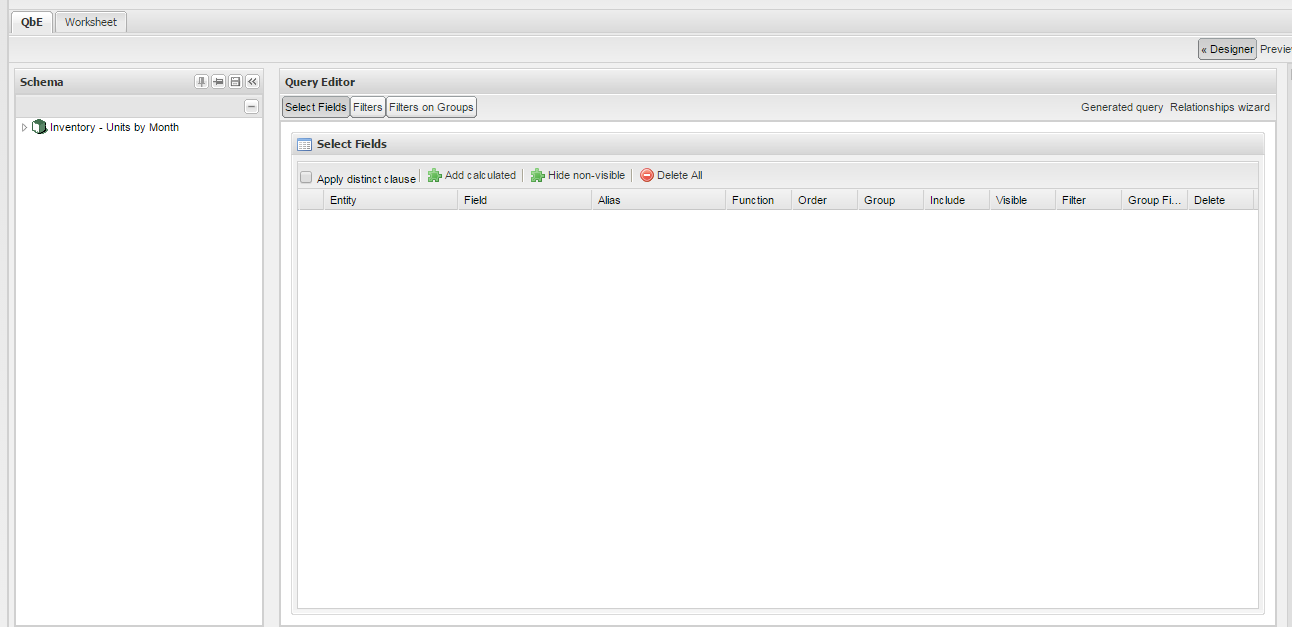 QbE Worksheet
« Designer Previe
Schema
Inventory - Units by Month
Query Editor
Select Fields Filters Filters on Groups Generated query Relationships wizard
Select Fields
Apply distinct clause Add calculated Hide non-visible Delete All
Entity Field Alias Function Order Group Include Visible Filter Group Fi... Delete